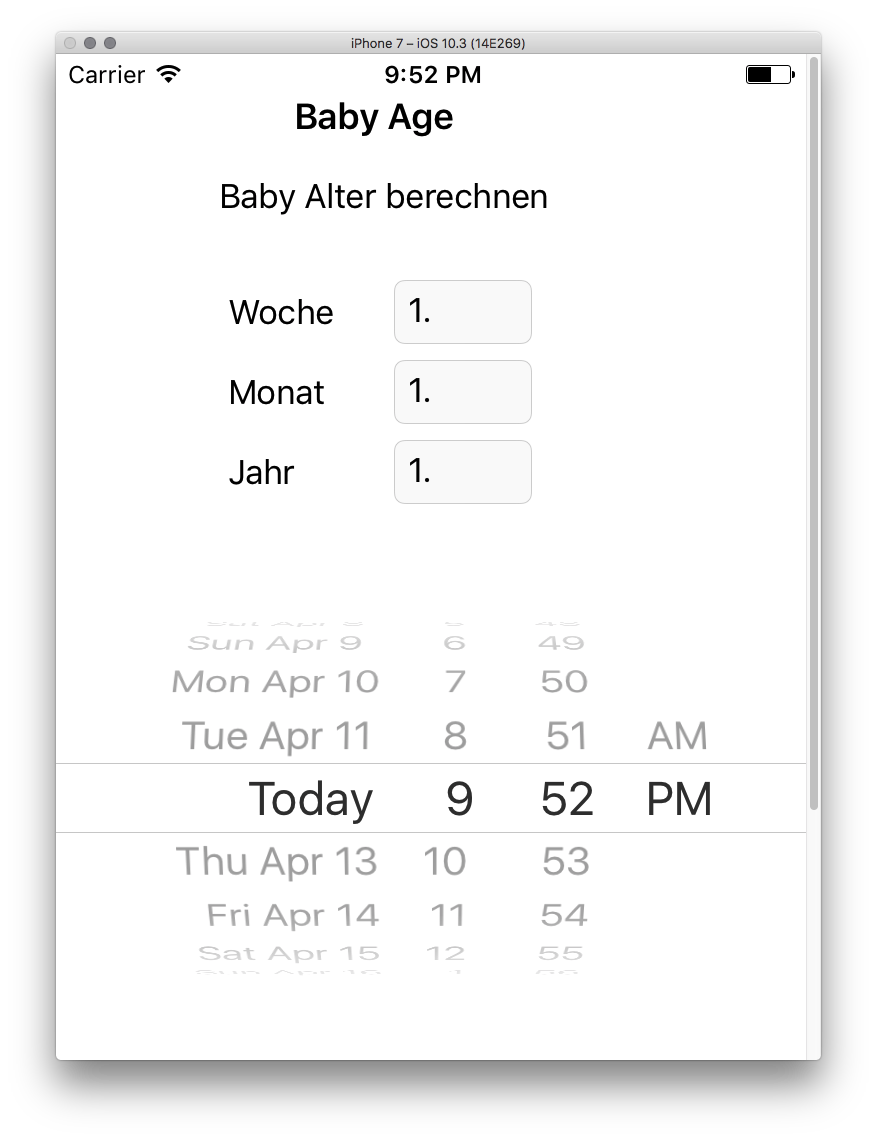 iPhone 7 – iOS 10.3 (14E269)
Carrier 9:52 PM
Baby Age
Baby Alter berechnen
Woche 1.
Monat 1.
Jahr 1.
Sun Apr 9 6 49
Mon Apr 10 7 50
Tue Apr 11 8 51 AM
Today 9 52 PM
Thu Apr 13 10 53
Fri Apr 14 11 54
Sat Apr 15 12 55